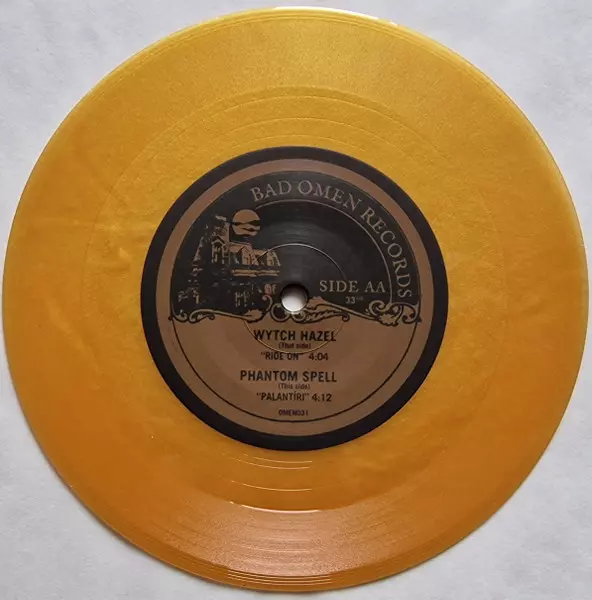 BAD OMEN RECORDS
SIDE AA
33⅓
WYTCH HAZEL
(That side)
"RIDE ON" 4:04
PHANTOM SPELL
(This side)
"PALANTÍRI" 4:12
OMEN031